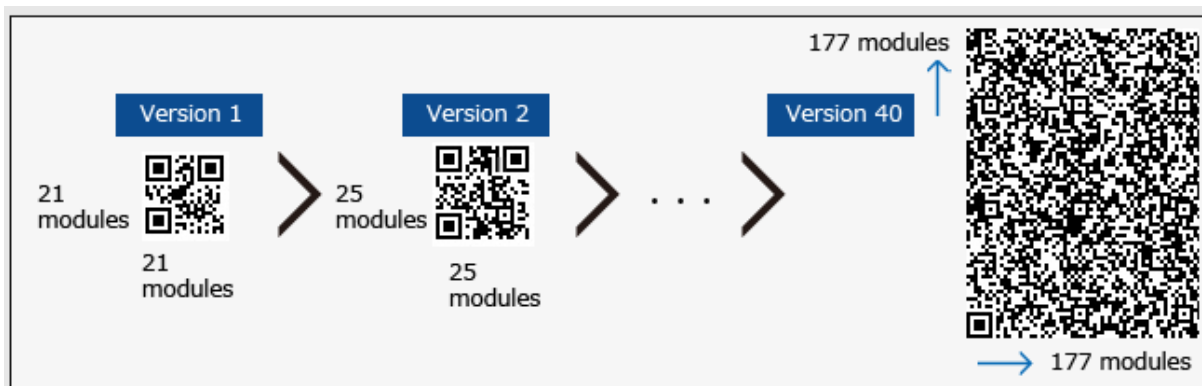 177 modules
Version 1
Version 2
Version 40
21
modules
25
modules
. . .
21
modules
25
modules
177 modules